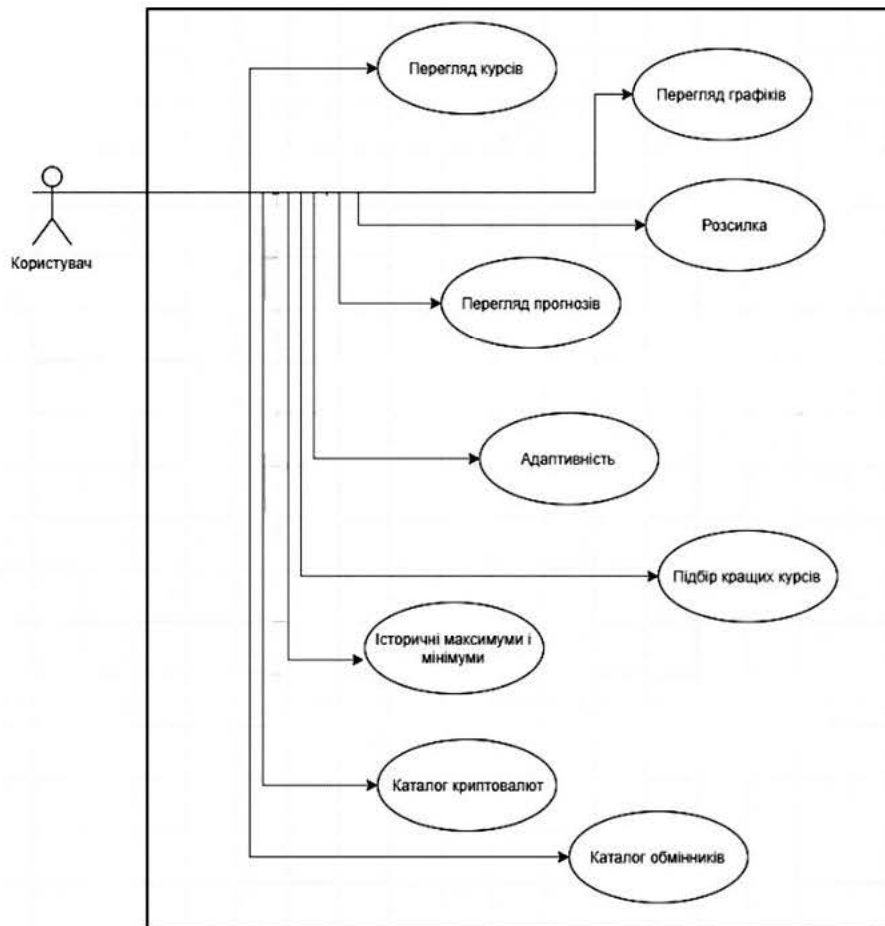 Перегляд курсів
Перегляд графіків
Користувач
Розсилка
Перегляд прогнозів
Адаптивність
Підбір кращих курсів
Історичні максимуми і
мінімуми
Каталог криптовалют
Каталог обмінників